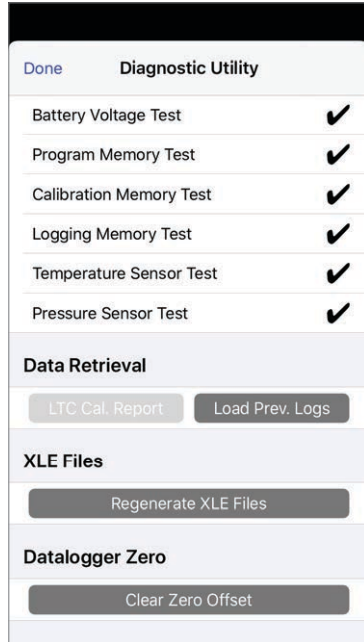 Done Diagnostic Utility
Battery Voltage Test
Program Memory Test
Calibration Memory Test
Logging Memory Test
Temperature Sensor Test
Pressure Sensor Test
Data Retrieval
LTC Cal. Report Load Prev. Logs
XLE Files
Regenerate XLE Files
Datalogger Zero
Clear Zero Offset